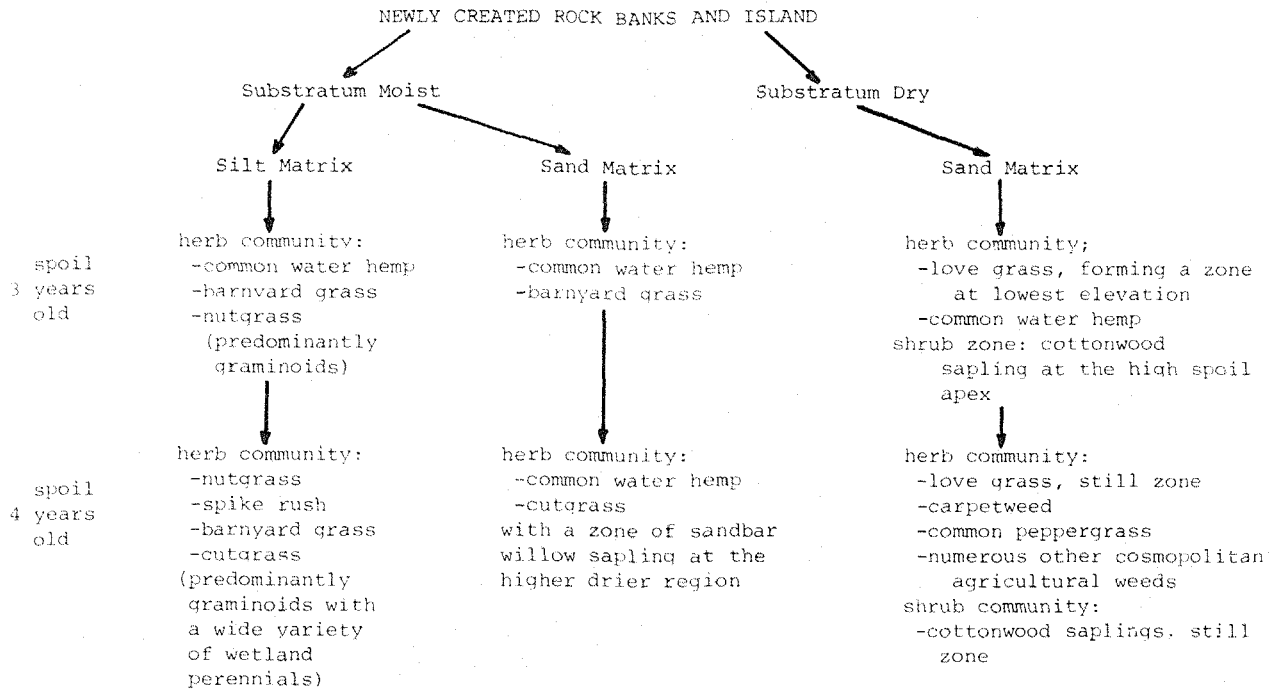 NEWLY CREATED ROCK BANKS AND ISLAND
Substratum Moist
Substratum Dry
Silt Matrix
Sand Matrix
Sand Matrix
spoil
3 years
old
herb community:
-common water hemp
-barnyard grass
-nutgrass
(predominantly
graminoids)
herb community:
-common water hemp
-barnyard grass
herb community;
-love grass, forming a zone
at lowest elevation
-common water hemp
shrub zone: cottonwood
sapling at the high spoil
apex
spoil
4 years
old
herb community:
-nutgrass
-spike rush
-barnyard grass
-cutgrass
(predominantly
graminoids with
a wide variety
of wetland
perennials)
herb community:
-common water hemp
-cutgrass
with a zone of sandbar
willow sapling at the
higher drier region
herb community:
-love grass, still zone
-carpetweed
-common peppergrass
-numerous other cosmopolitan
agricultural weeds
shrub community:
-cottonwood saplings. still
zone